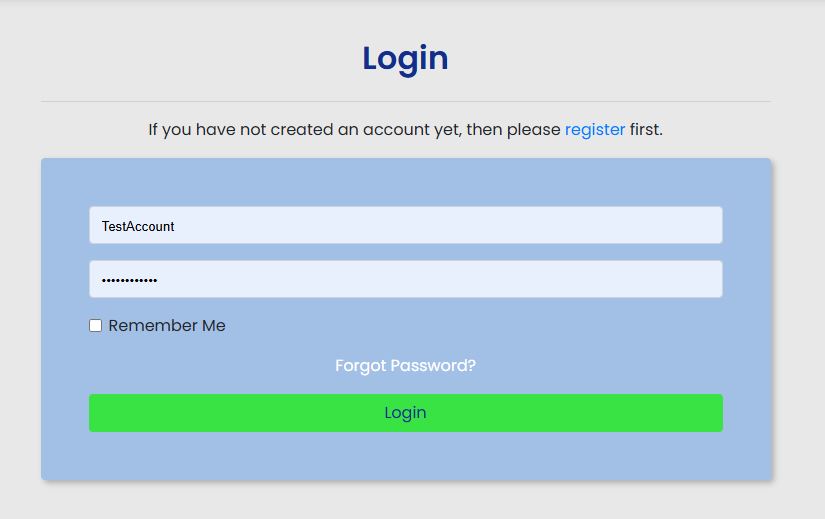 Login
If you have not created an account yet, then please register first.
TestAccount
••••••••••••
Remember Me
Forgot Password?
Login